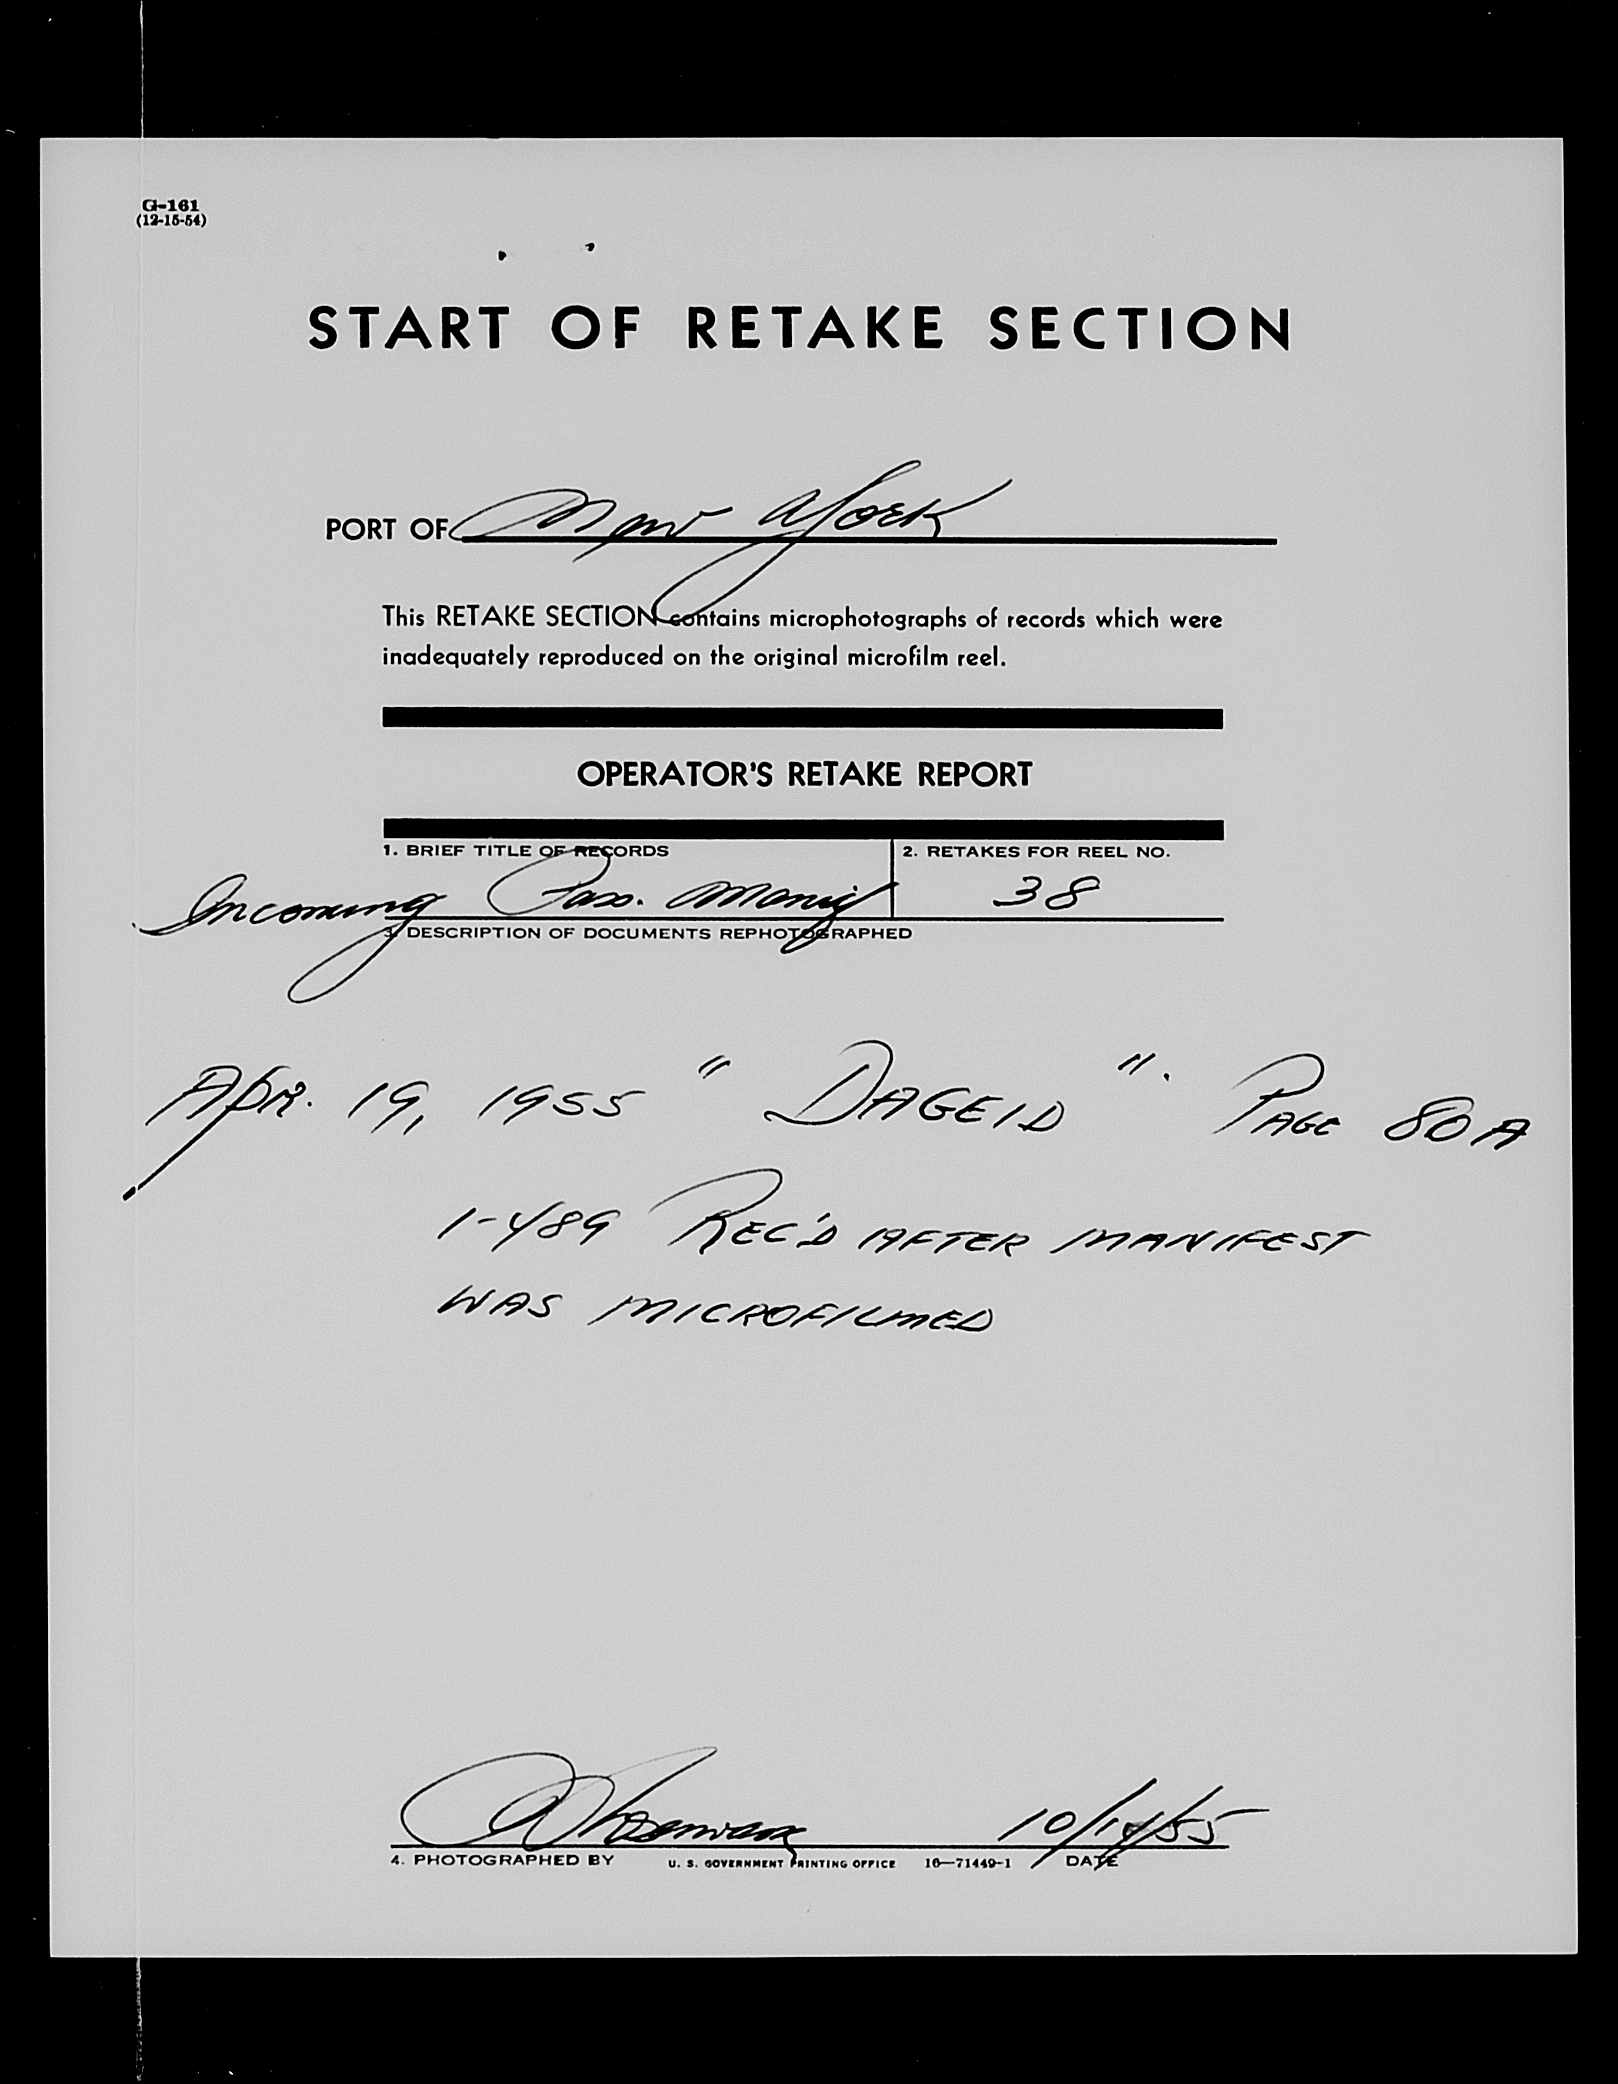 G-161
(12-15-54)
START OF RETAKE SECTION
PORT OF New York
This RETAKE SECTION contains microphotographs of records which were
inadequately reproduced on the original microfilm reel.
OPERATOR'S RETAKE REPORT
1. BRIEF TITLE OF RECORDS
2. RETAKES FOR REEL NO.
Incoming Pass. Manif
38
3. DESCRIPTION OF DOCUMENTS REPHOTOGRAPHED
Apr. 19, 1955 " DAGEID ". PAGE 80A
1-489 REC'D AFTER MANIFEST
WAS MICROFILMED
10/14/55
4. PHOTOGRAPHED BY
U. S. GOVERNMENT PRINTING OFFICE 16—71449-1
DATE